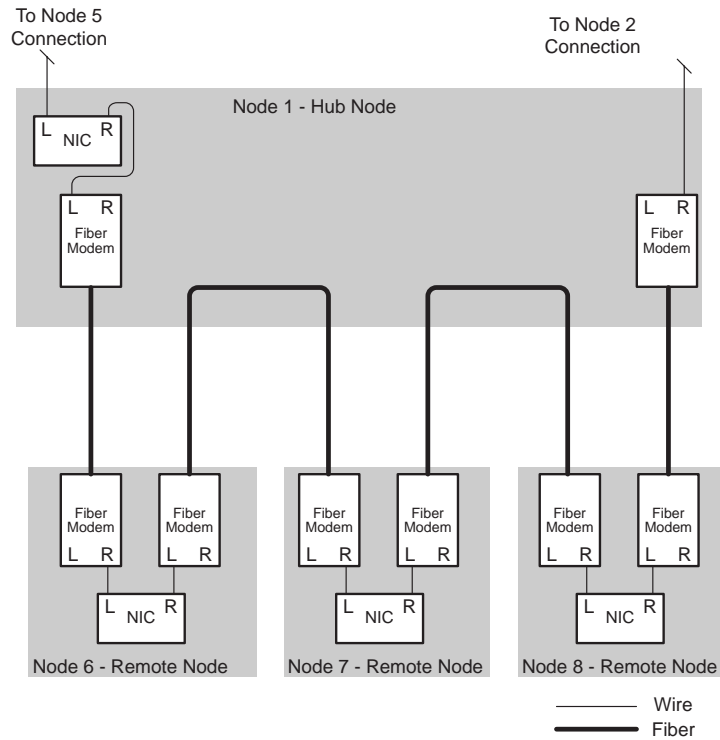 To Node 5
Connection
To Node 2
Connection
Node 1 - Hub Node
L NIC R
L R
Fiber
Modem
L R
Fiber
Modem
Fiber
Modem
L R
Fiber
Modem
L R
Fiber
Modem
L R
Fiber
Modem
L R
Fiber
Modem
L R
Fiber
Modem
L R
L NIC R
L NIC R
L NIC R
Node 6 - Remote Node
Node 7 - Remote Node
Node 8 - Remote Node
Wire
Fiber